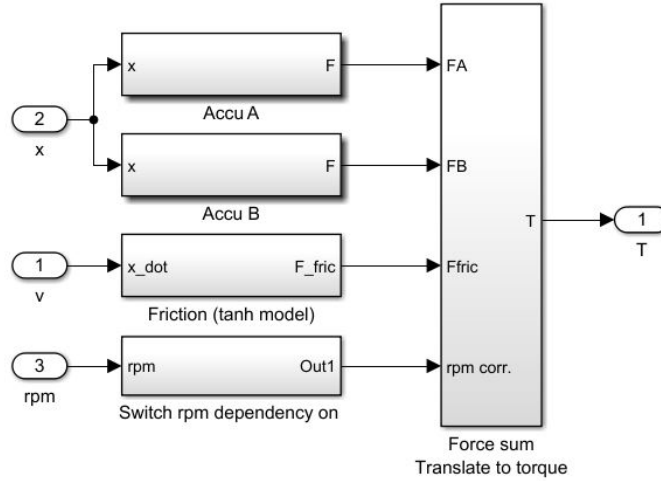 x F FA
Accu A
2
x
x F FB
Accu B
T 1
T
1
v
x_dot F_fric Ffric
Friction (tanh model)
3
rpm
rpm Out1 rpm corr.
Switch rpm dependency on
Force sum
Translate to torque